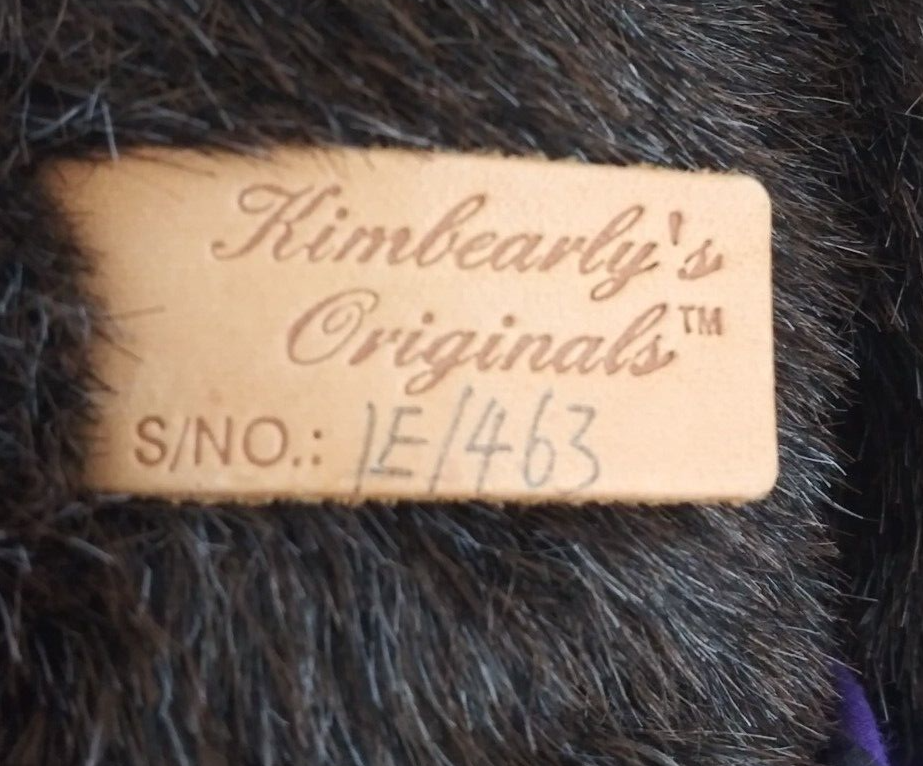 Kimbearly's
Originals™
S/NO.: 1E/463